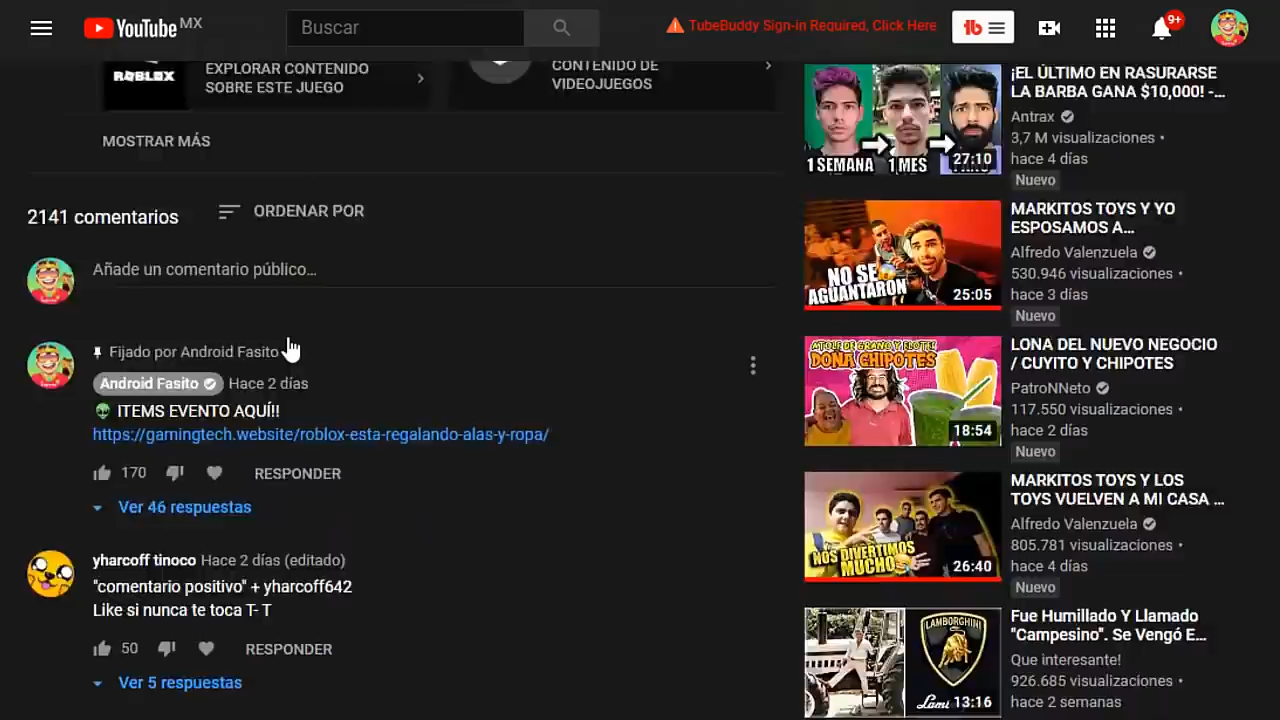 YouTube MX
Buscar
TubeBuddy Sign-in Required, Click Here
tb
9+
ROBLOX
EXPLORAR CONTENIDO
SOBRE ESTE JUEGO
CONTENIDO DE
VIDEOJUEGOS
MOSTRAR MÁS
2141 comentarios
ORDENAR POR
Añade un comentario público...
Fijado por Android Fasito
Android Fasito
Hace 2 días
ITEMS EVENTO AQUÍ!!
https://gamingtech.website/roblox-esta-regalando-alas-y-ropa/
170
RESPONDER
Ver 46 respuestas
yharcoff tinoco Hace 2 días (editado)
"comentario positivo" + yharcoff642
Like si nunca te toca T- T
50
RESPONDER
Ver 5 respuestas
1 SEMANA
1 MES
27:10
¡EL ÚLTIMO EN RASURARSE
LA BARBA GANA $10,000! -...
Antrax
3,7 M visualizaciones •
hace 4 días
Nuevo
NO SE
AGUANTARON
25:05
MARKITOS TOYS Y YO
ESPOSAMOS A...
Alfredo Valenzuela
530.946 visualizaciones •
hace 3 días
Nuevo
ATOLE DE GRANO Y ELOTE!
DONA CHIPOTES
18:54
LONA DEL NUEVO NEGOCIO
/ CUYITO Y CHIPOTES
PatroNNeto
117.550 visualizaciones •
hace 2 días
Nuevo
NOS DIVERTIMOS
MUCHO
26:40
MARKITOS TOYS Y LOS
TOYS VUELVEN A MI CASA ...
Alfredo Valenzuela
805.781 visualizaciones •
hace 4 días
Nuevo
LAMBORGHINI
13:16
Fue Humillado Y Llamado
"Campesino". Se Vengó E...
Que interesante!
926.685 visualizaciones •
hace 2 semanas